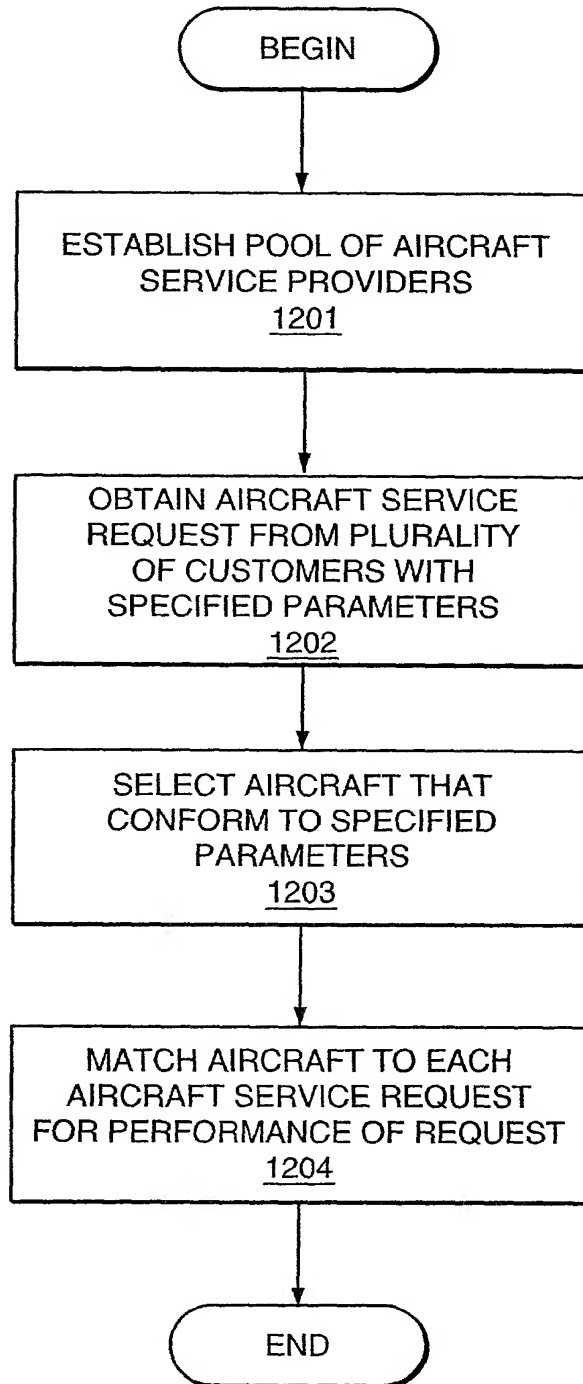 BEGIN
ESTABLISH POOL OF AIRCRAFT
SERVICE PROVIDERS
1201
OBTAIN AIRCRAFT SERVICE
REQUEST FROM PLURALITY
OF CUSTOMERS WITH
SPECIFIED PARAMETERS
1202
SELECT AIRCRAFT THAT
CONFORM TO SPECIFIED
PARAMETERS
1203
MATCH AIRCRAFT TO EACH
AIRCRAFT SERVICE REQUEST
FOR PERFORMANCE OF REQUEST
1204
END